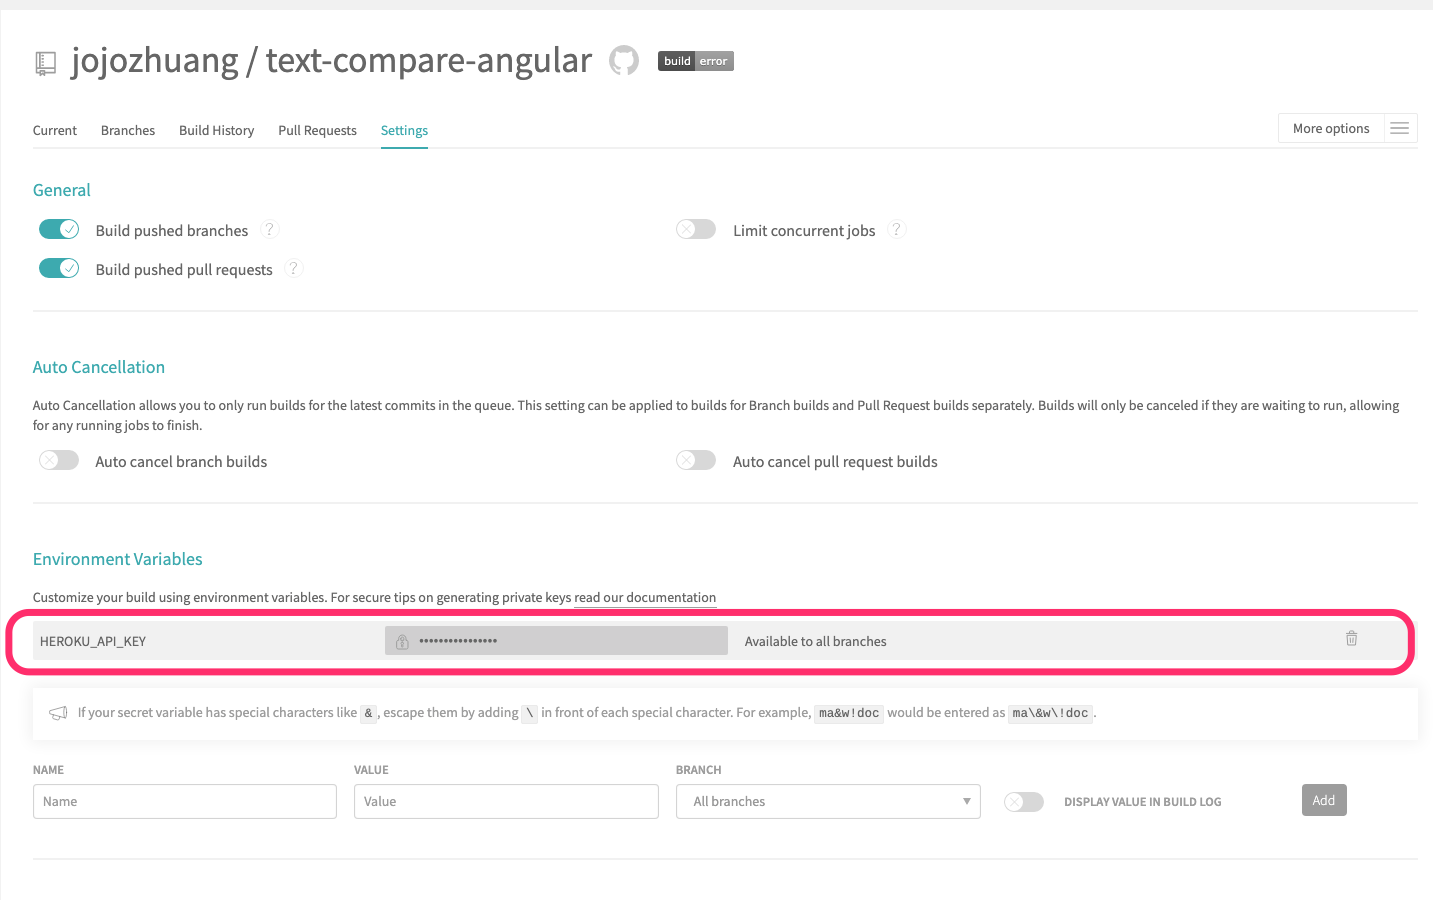 jojozhuang / text-compare-angular build error
Current Branches Build History Pull Requests Settings More options
General
Build pushed branches ? Limit concurrent jobs ?
Build pushed pull requests ?
Auto Cancellation
Auto Cancellation allows you to only run builds for the latest commits in the queue. This setting can be applied to builds for Branch builds and Pull Request builds separately. Builds will only be canceled if they are waiting to run, allowing
for any running jobs to finish.
Auto cancel branch builds Auto cancel pull request builds
Environment Variables
Customize your build using environment variables. For secure tips on generating private keys read our documentation
HEROKU_API_KEY •••••••••••••••• Available to all branches
If your secret variable has special characters like &, escape them by adding \ in front of each special character. For example, ma&w!doc would be entered as ma\&w\!doc.
NAME VALUE BRANCH
Name Value All branches DISPLAY VALUE IN BUILD LOG Add